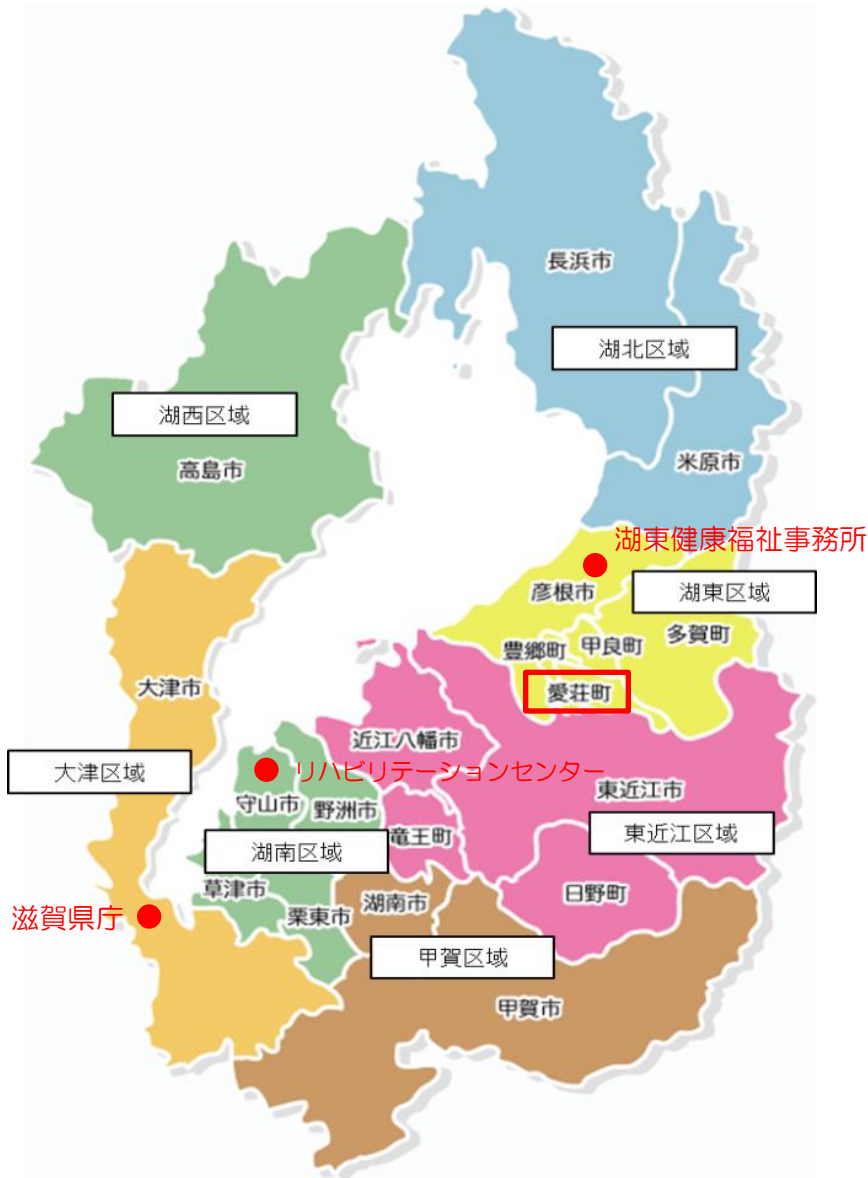 長浜市
湖北区域
湖西区域
高島市
米原市
湖東健康福祉事務所
彦根市
湖東区域
多賀町
豊郷町
甲良町
愛荘町
大津市
近江八幡市
大津区域
リハビリテーションセンター
東近江市
守山市
野洲市
竜王町
東近江区域
湖南区域
草津市
日野町
湖南市
栗東市
滋賀県庁
甲賀区域
甲賀市